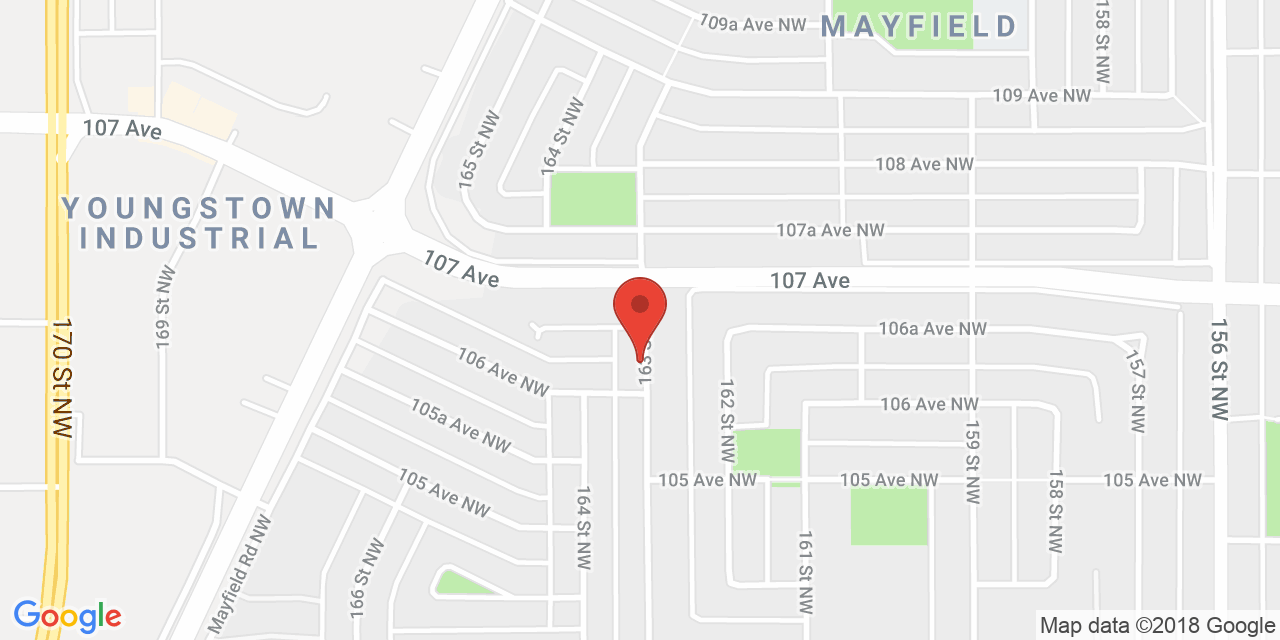 109a Ave NW
MAYFIELD
158 St NW
109 Ave NW
107 Ave
165 St NW
164 St NW
108 Ave NW
YOUNGSTOWN
INDUSTRIAL
107a Ave NW
107 Ave
107 Ave
169 St NW
170 St NW
106a Ave NW
156 St NW
163 S
157 St NW
106 Ave NW
162 St NW
106 Ave NW
105a Ave NW
159 St NW
105 Ave NW
105 Ave NW
105 Ave NW
105 Ave NW
164 St NW
158 St NW
Mayfield Rd NW
166 St NW
161 St NW
Google
Map data ©2018 Google